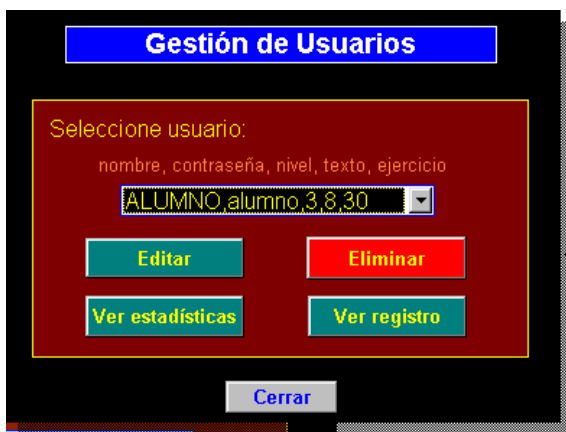 Gestión de Usuarios
Seleccione usuario:
nombre, contraseña, nivel, texto, ejercicio
ALUMNO,alumno,3,8,30
Editar
Eliminar
Ver estadísticas
Ver registro
Cerrar